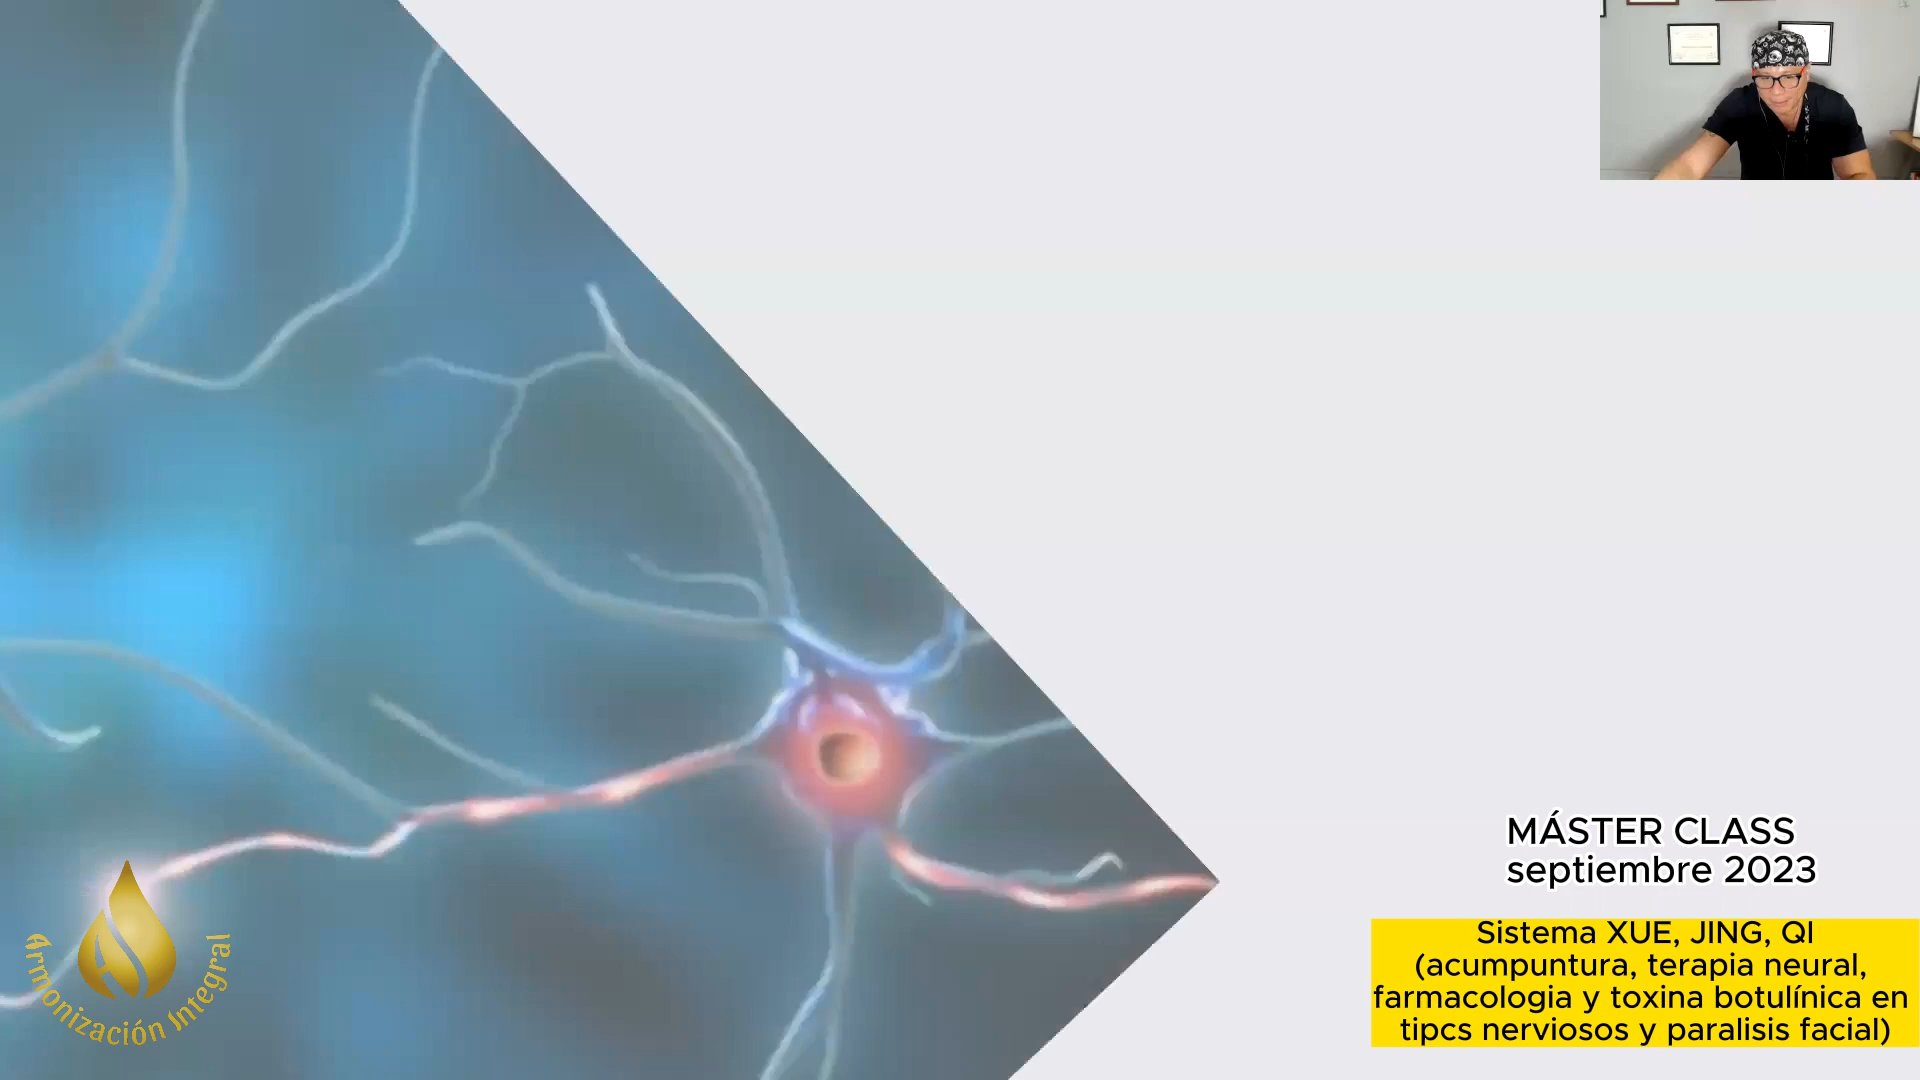 MÁSTER CLASS
septiembre 2023
Sistema XUE, JING, QI
(acumpuntura, terapia neural,
farmacologia y toxina botulínica en
tipcs nerviosos y paralisis facial)
Armonización Integral